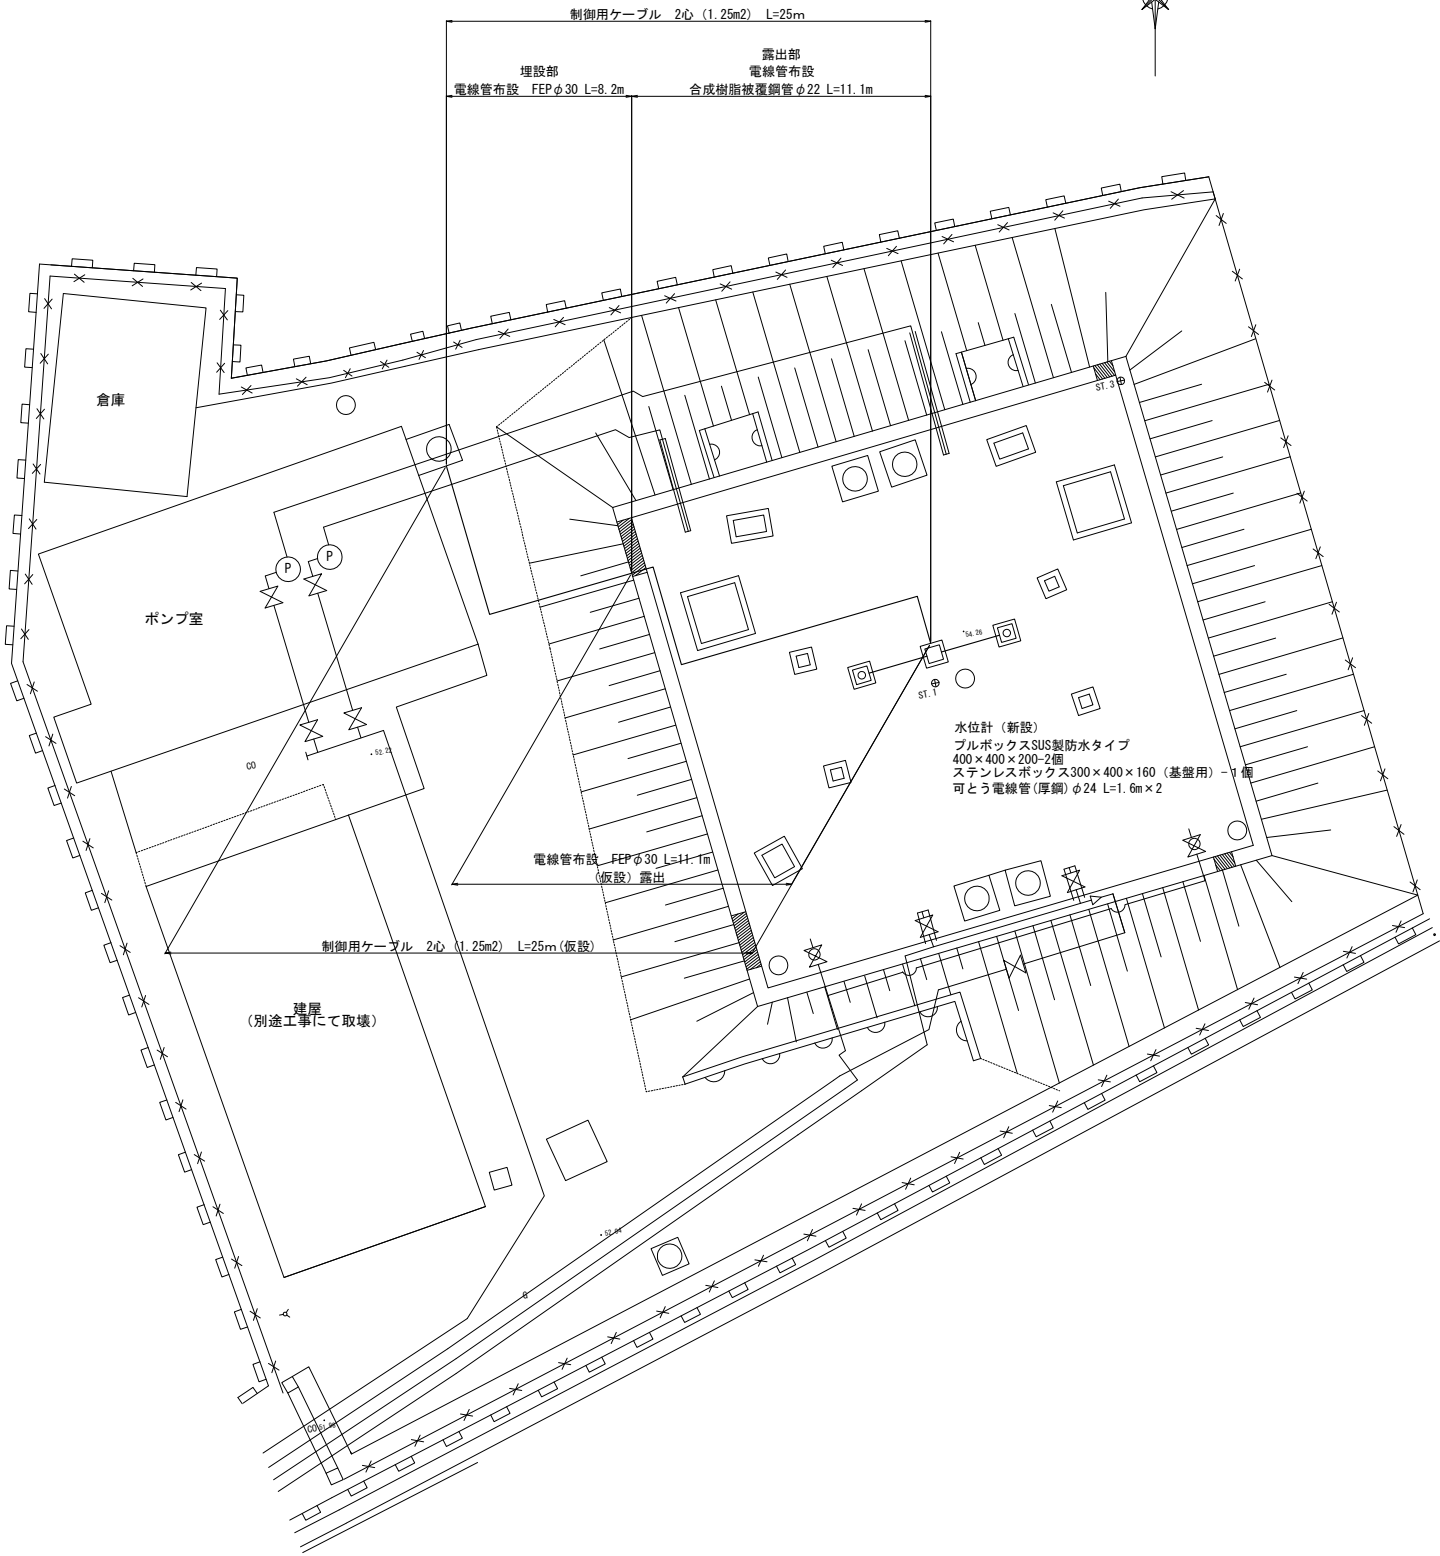 制御用ケーブル 2心 (1.25m2) L=25m
露出部
埋設部
電線管布設
電線管布設 FEPφ30 L=8.2m
合成樹脂被覆鋼管φ22 L=11.1m
倉庫
ST.3
P
P
ポンプ室
54.26
ST.1
水位計（新設）
プルボックスSUS製防水タイプ
400×400×200-2個
ステンレスボックス300×400×160（基盤用）-1個
可とう電線管(厚鋼)φ24 L=1.6m×2
CO
電線管布設 FEPφ30 L=11.1m
(仮設) 露出
制御用ケーブル 2心 (1.25m2) L=25m(仮設)
建屋
（別途工事にて取壊）
G
CO